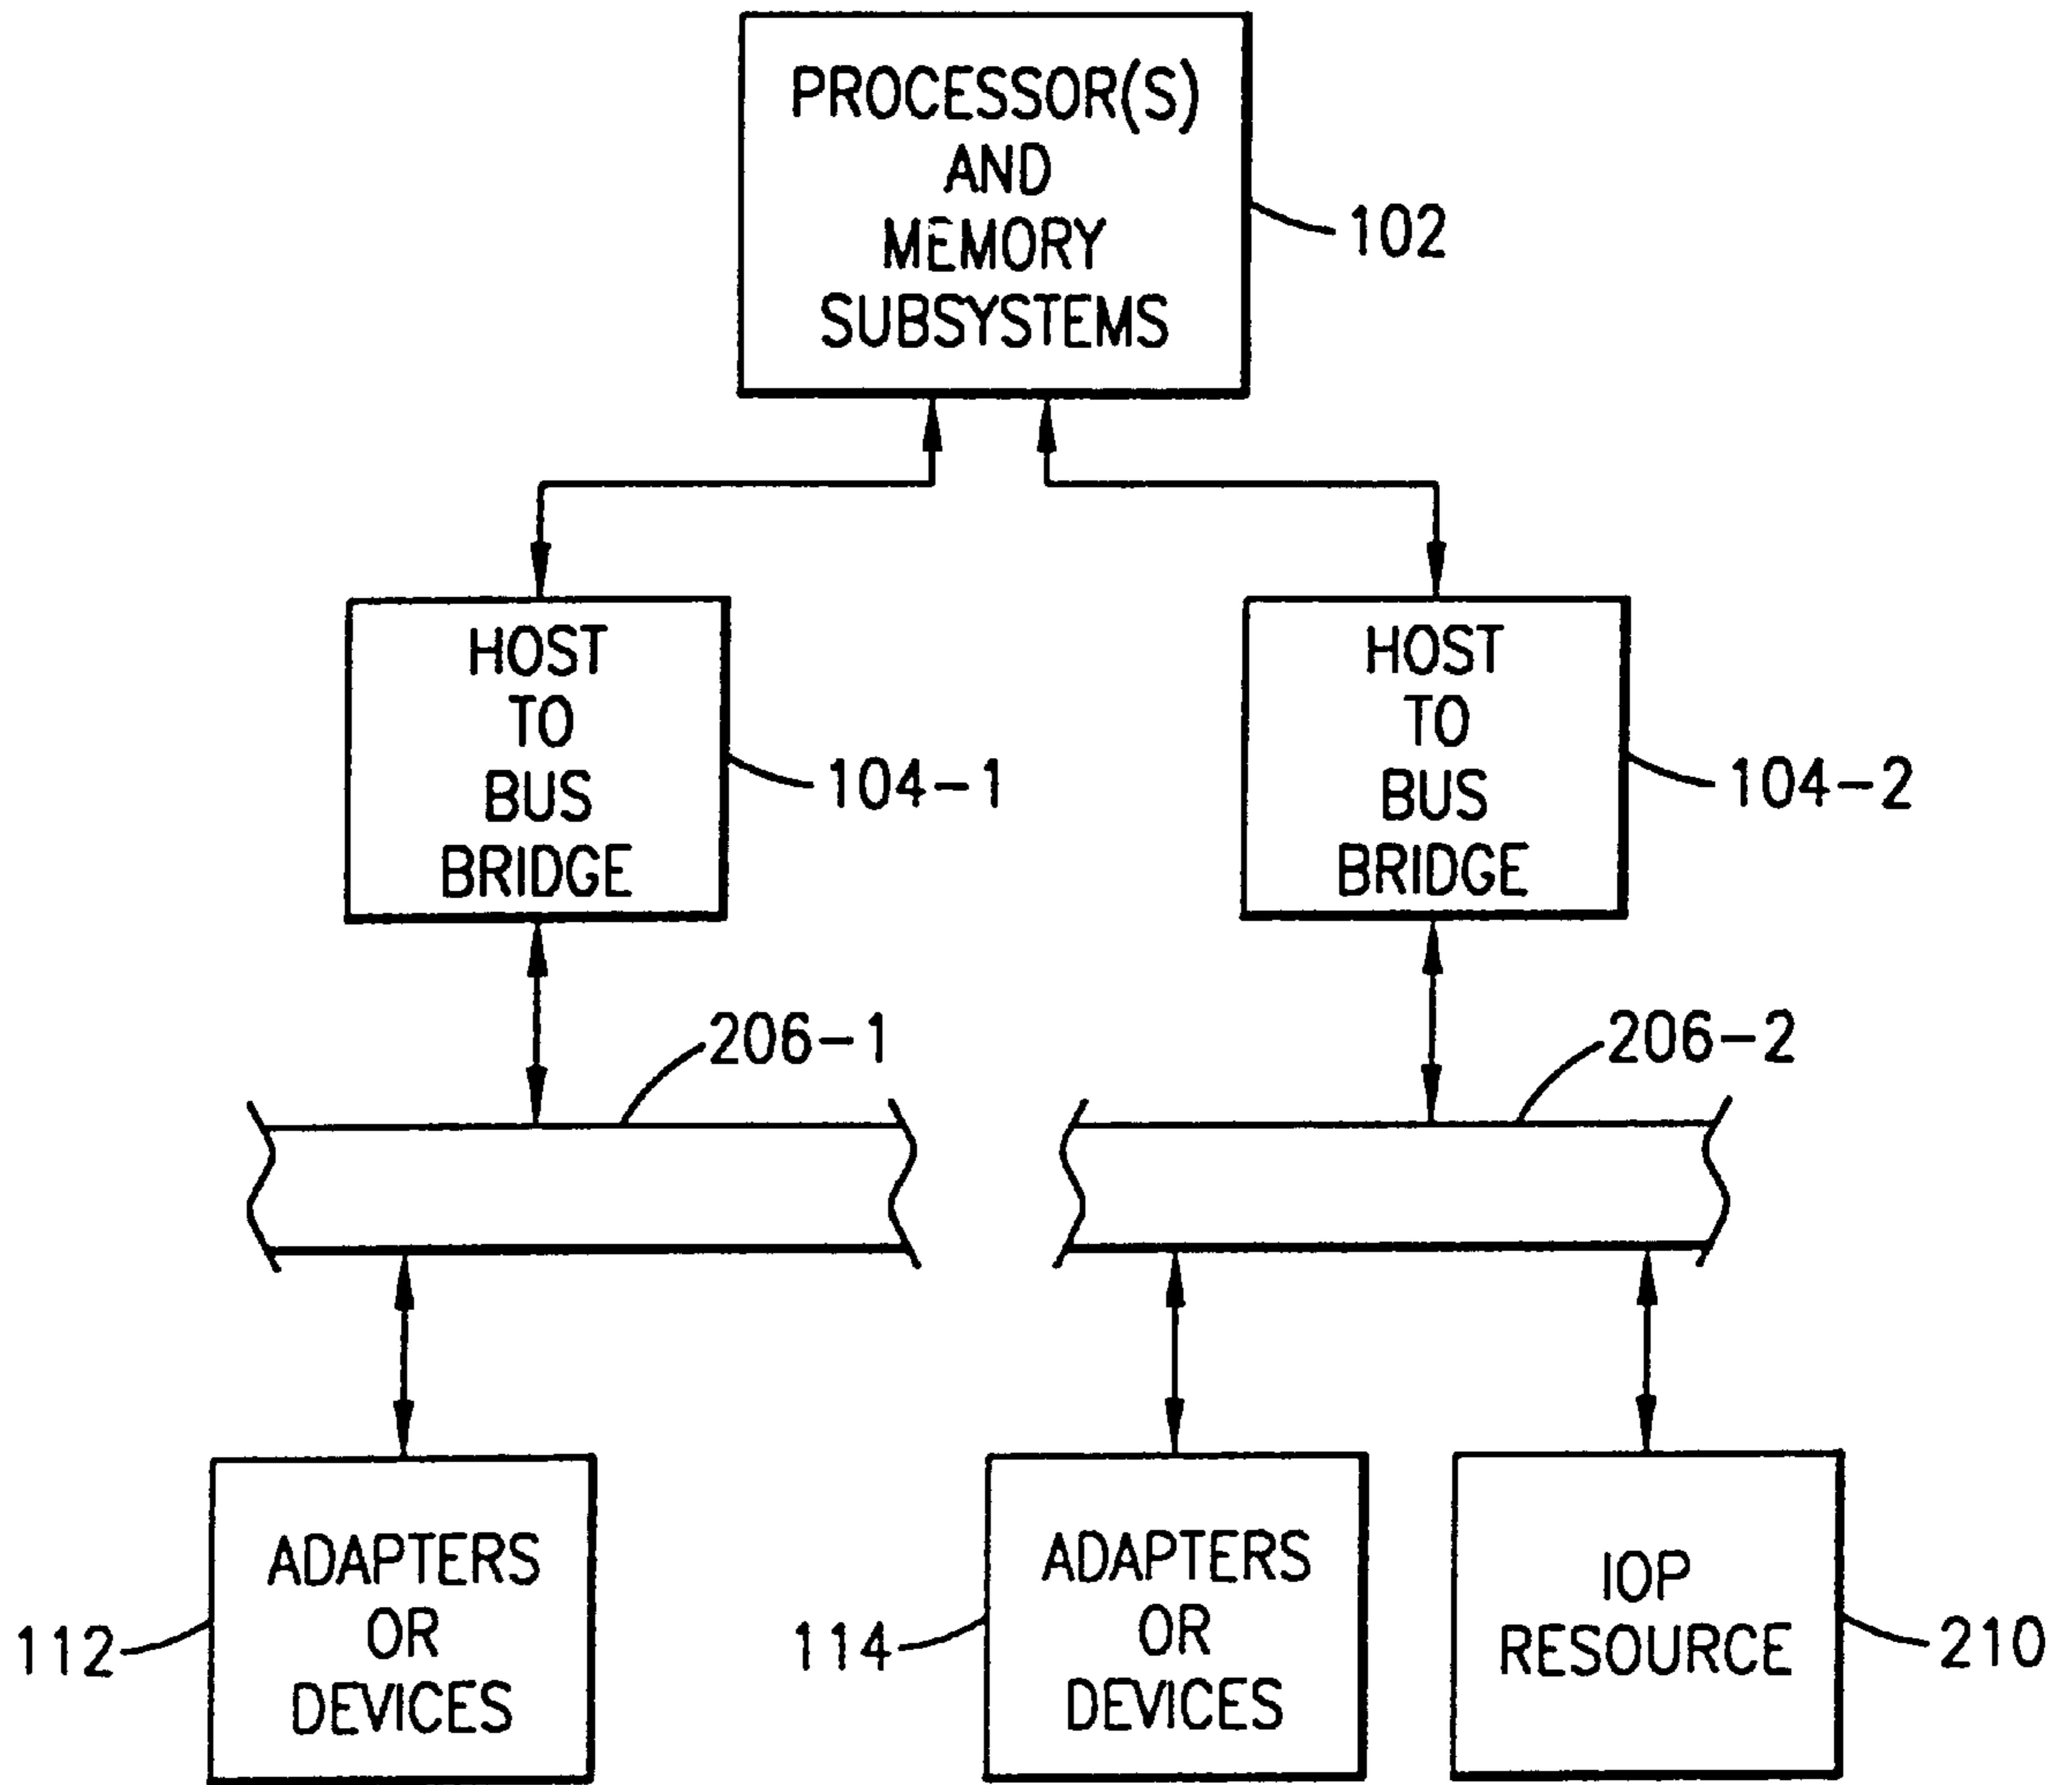 PROCESSOR(S)
AND
MEMORY
SUBSYSTEMS
102
HOST
TO
BUS
BRIDGE
104-1
HOST
TO
BUS
BRIDGE
104-2
206-1
206-2
ADAPTERS
OR
DEVICES
112
ADAPTERS
OR
DEVICES
114
IOP
RESOURCE
210